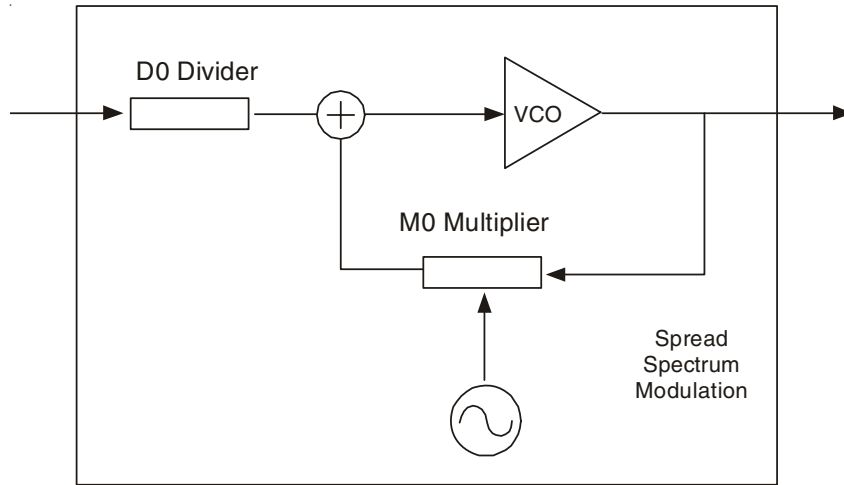 D0 Divider
VCO
M0 Multiplier
Spread
Spectrum
Modulation